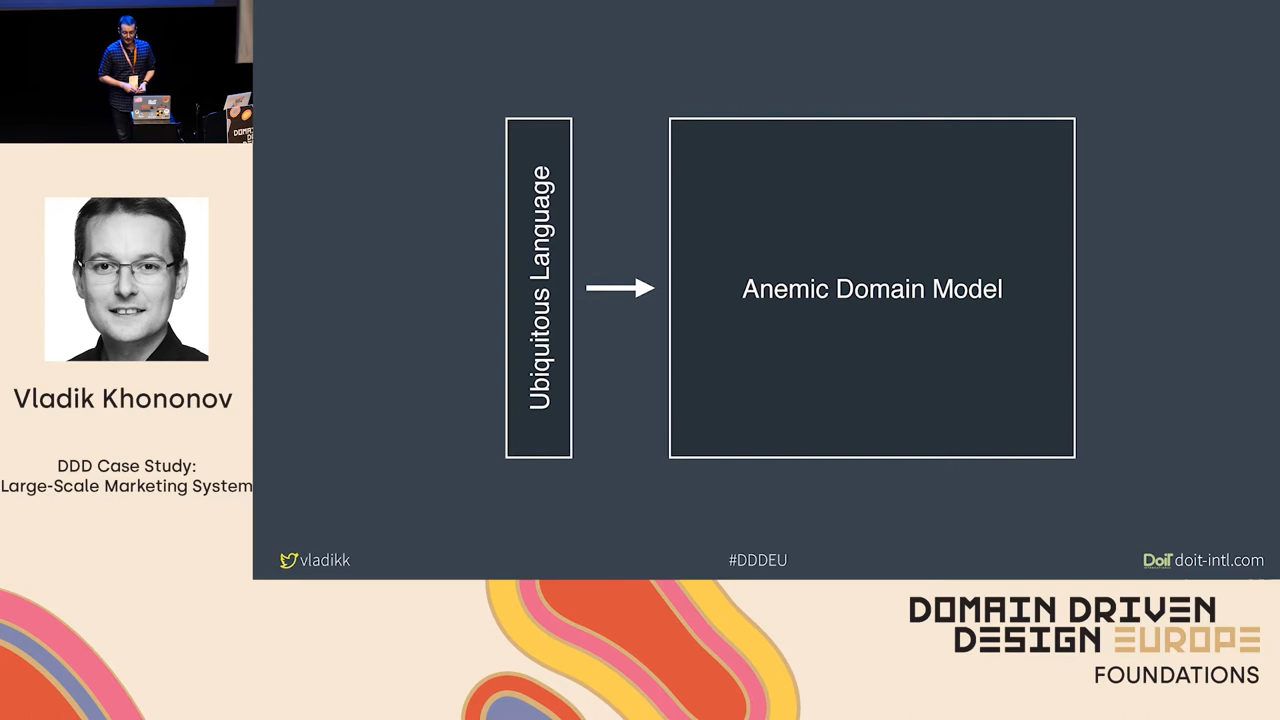 Ubiquitous Language
Anemic Domain Model
Vladik Khononov
DDD Case Study:
Large-Scale Marketing System
vladikk
#DDDEU
DoiT doit-intl.com
DOMAIN DRIVEN
DESIGN EUROPE
FOUNDATIONS